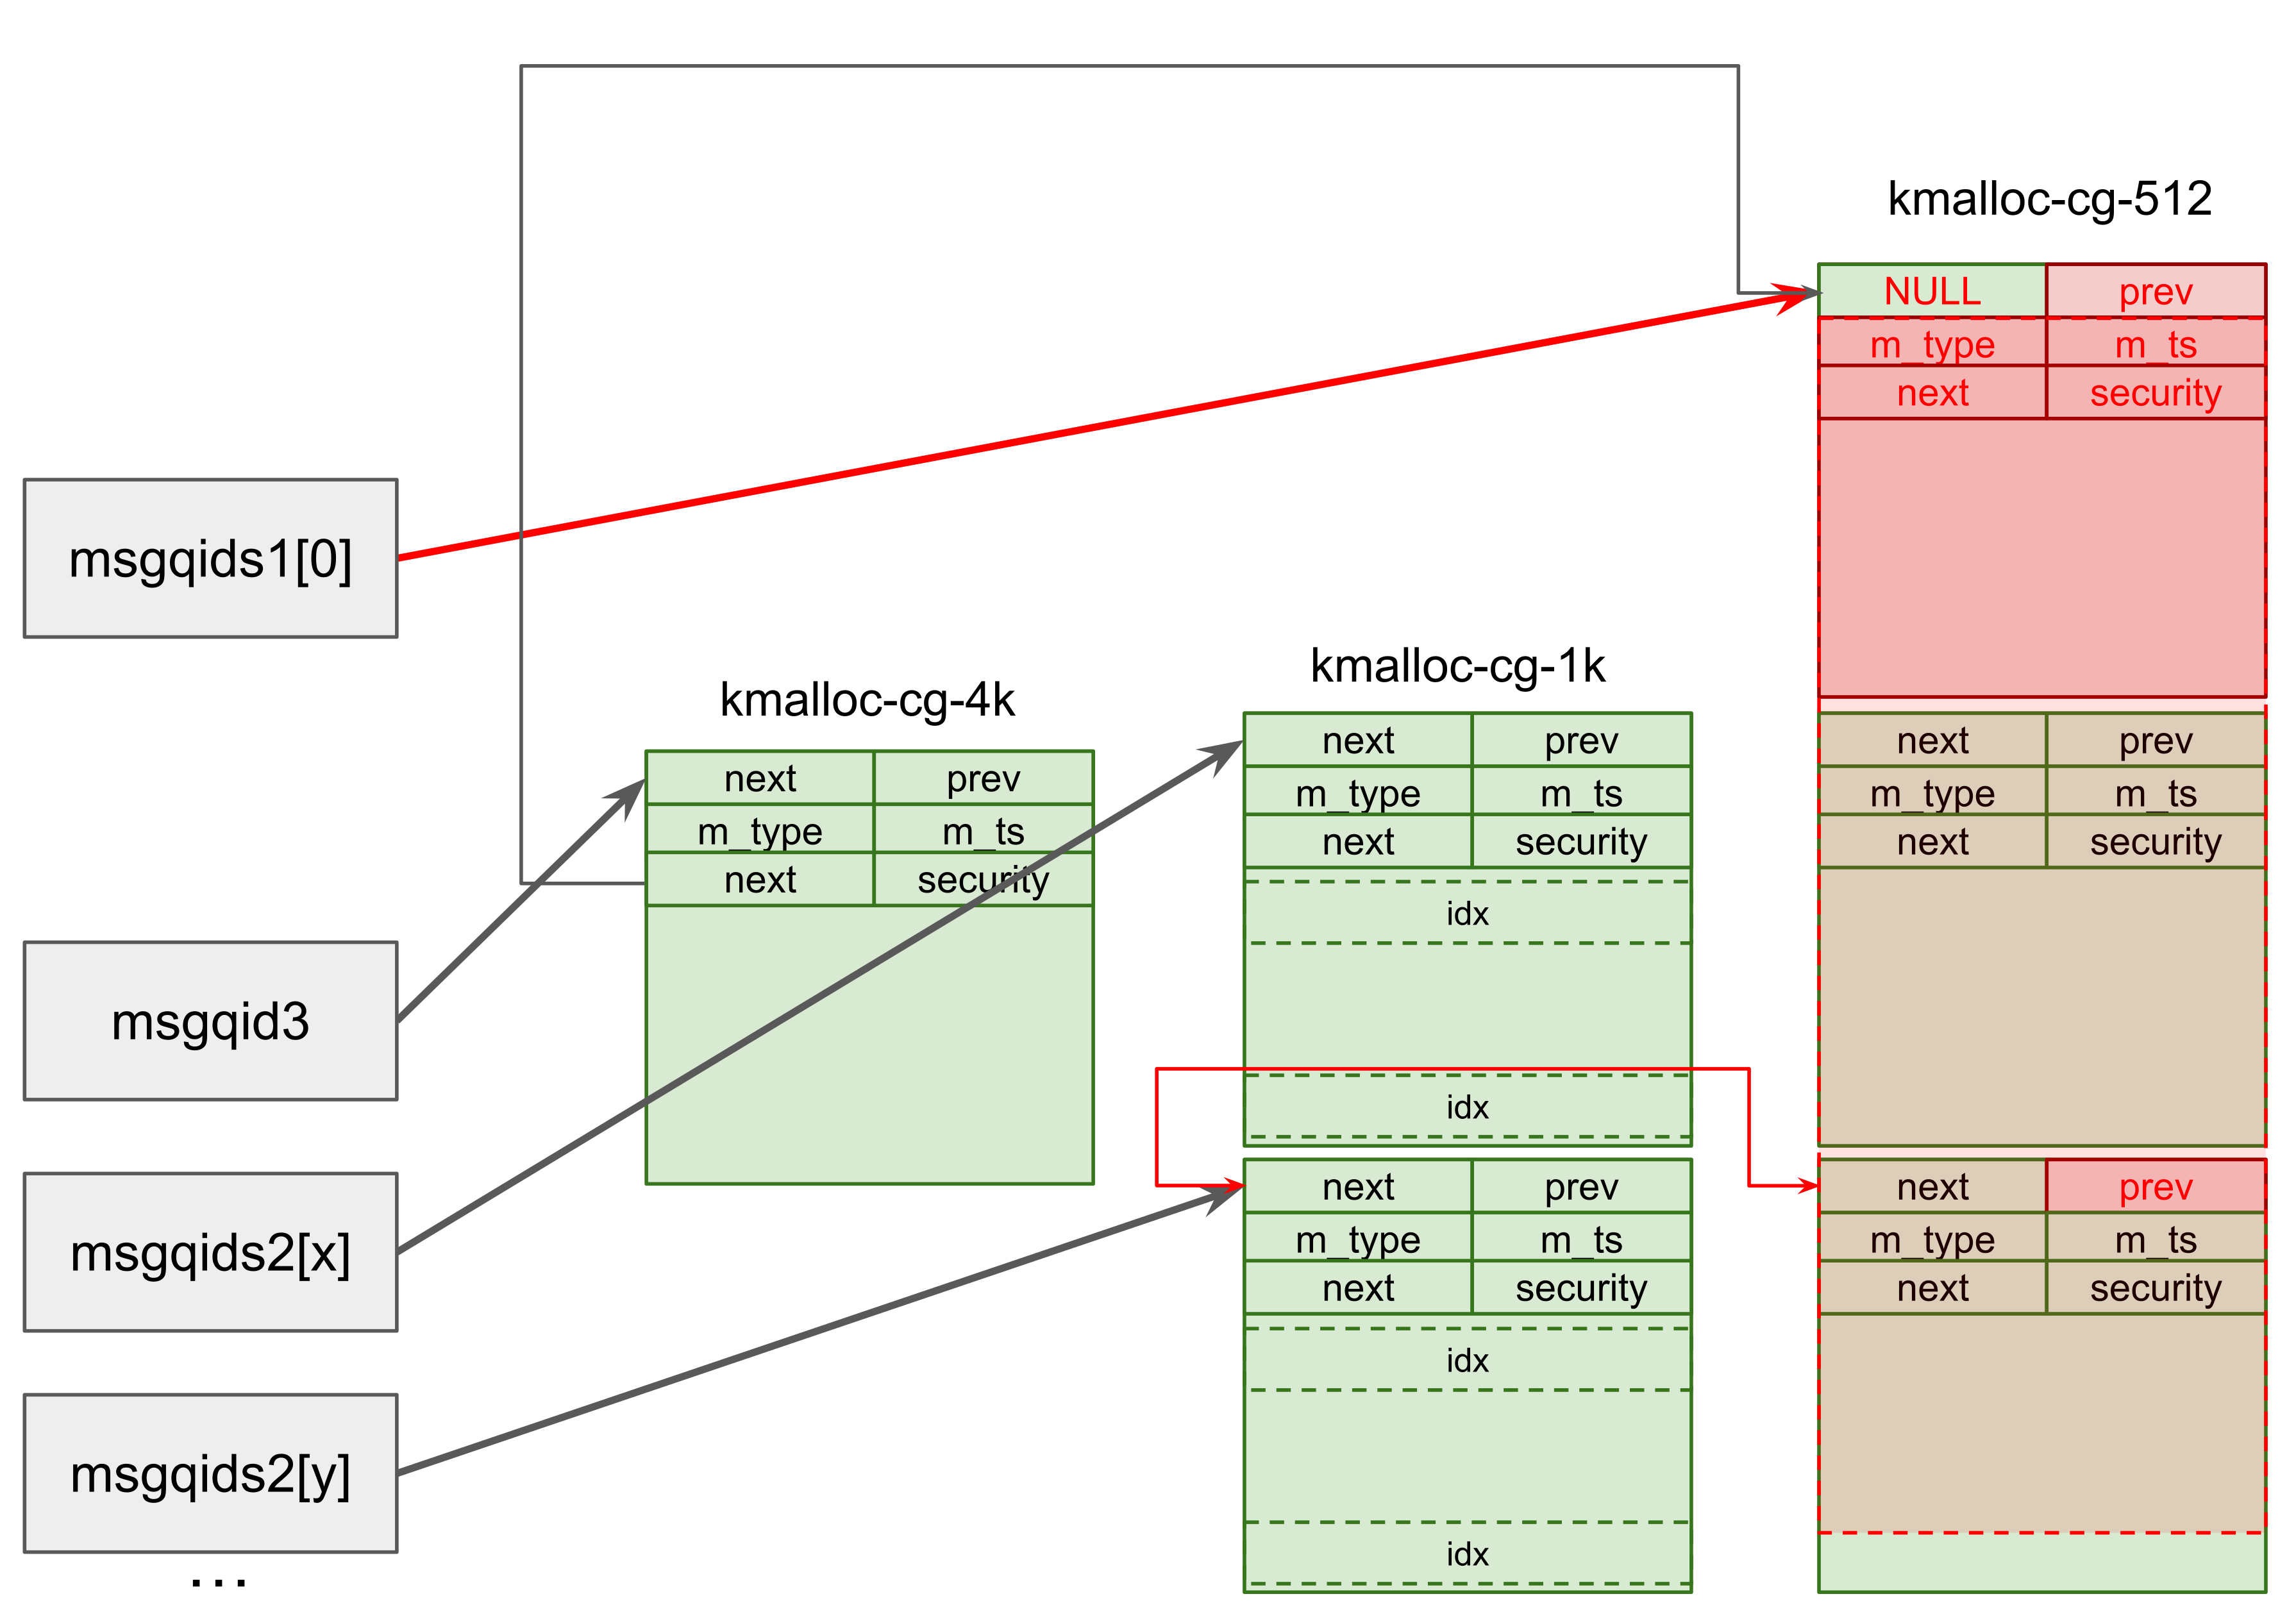 kmalloc-cg-512
NULL prev
m_type m_ts
next security
msgqids1[0]
kmalloc-cg-4k
next prev
m_type m_ts
next security
kmalloc-cg-1k
next prev
m_type m_ts
next security
idx
idx
next prev
m_type m_ts
next security
idx
idx
next prev
m_type m_ts
next security
next prev
m_type m_ts
next security
msgqid3
msgqids2[x]
msgqids2[y]
...